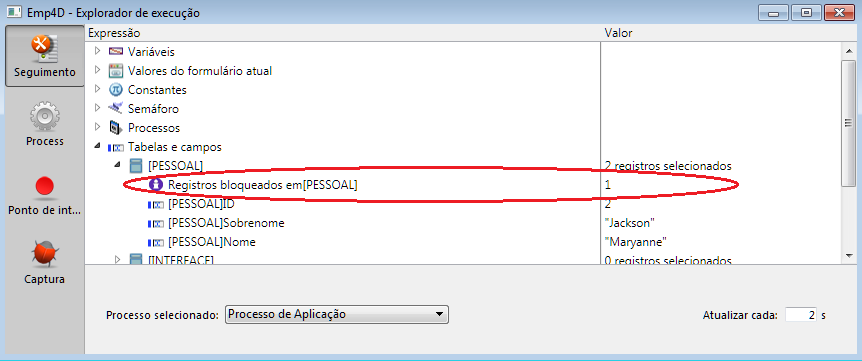 Emp4D - Explorador de execução
Expressão Valor
Seguimento
Process
Ponto de int...
Captura
Variáveis
Valores do formulário atual
Constantes
Semáforo
Processos
Tabelas e campos
[PESSOAL] 2 registros selecionados
Registros bloqueados em[PESSOAL] 1
[PESSOAL]ID 2
[PESSOAL]Sobrenome "Jackson"
[PESSOAL]Nome "Maryanne"
[INTERFACE] 0 registros selecionados
Processo selecionado: Processo de Aplicação Atualizar cada: 2 s